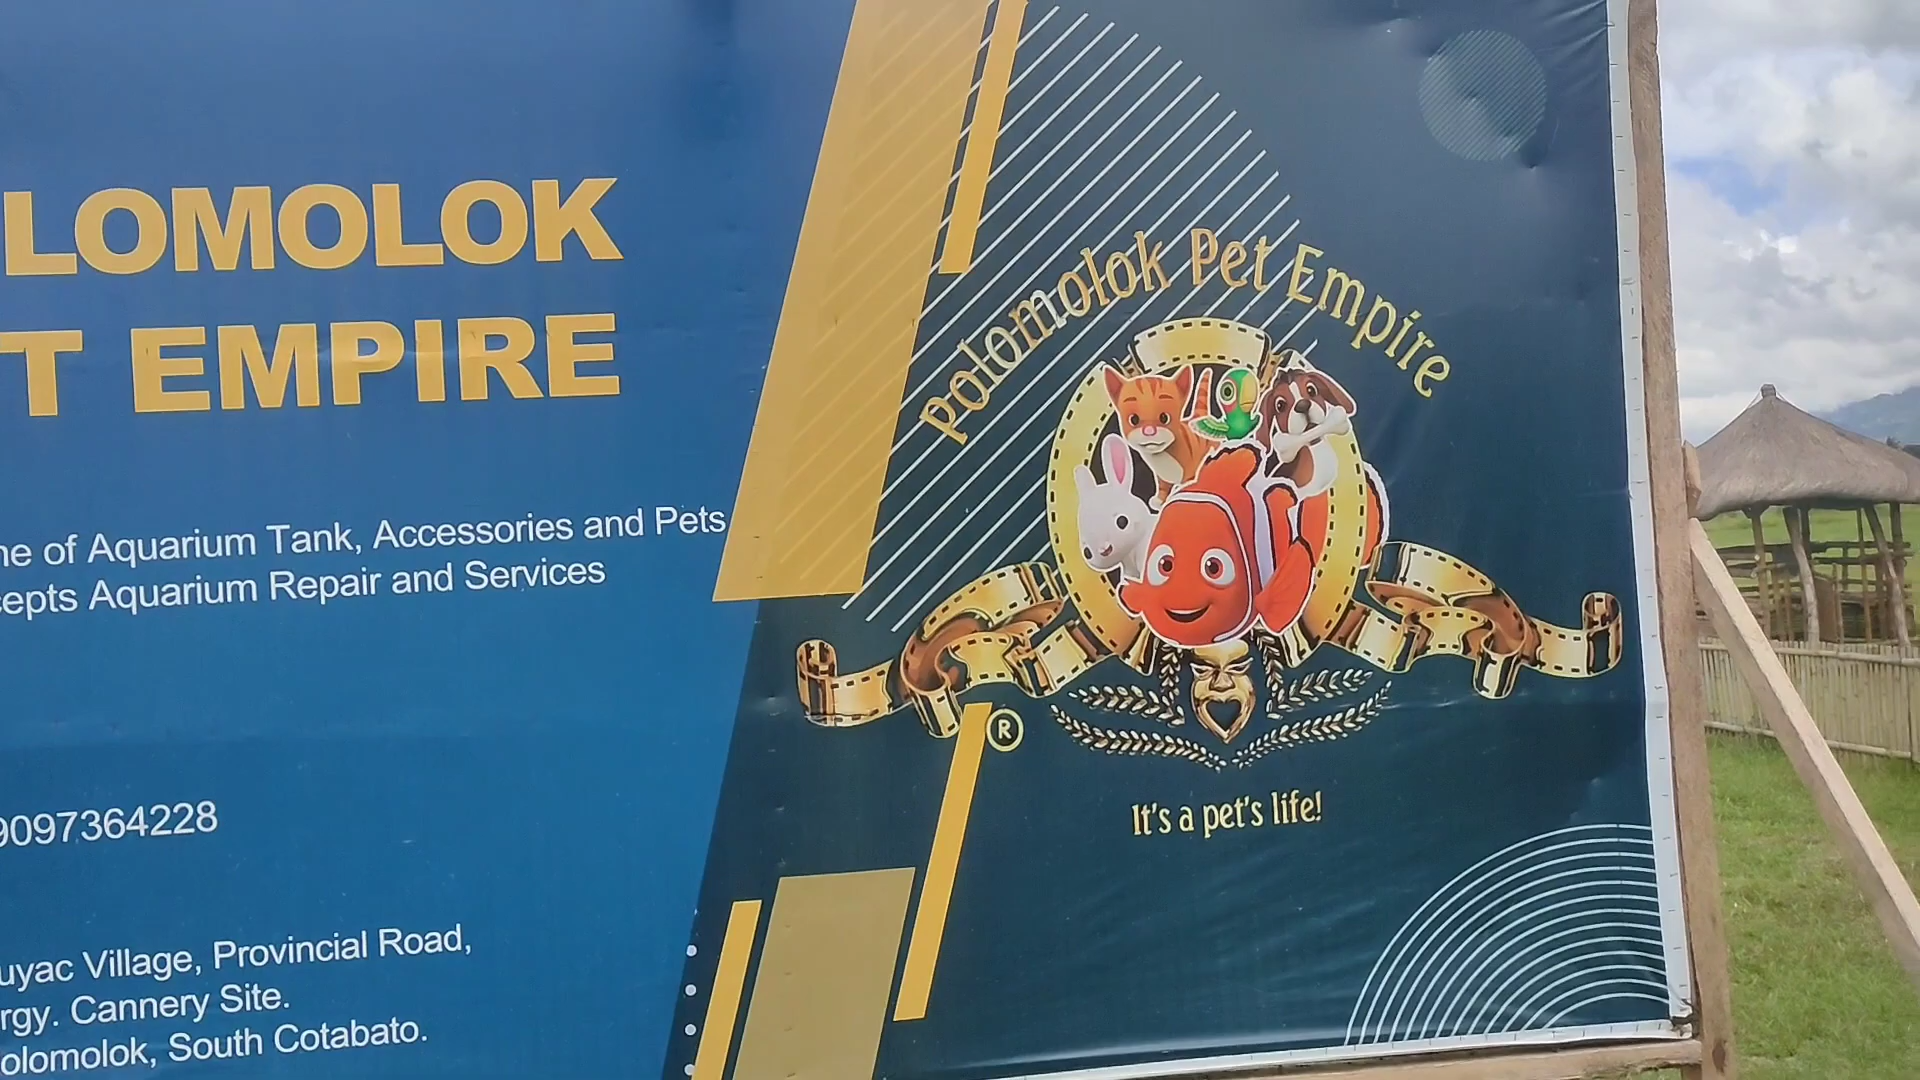 LOMOLOK
T EMPIRE
ne of Aquarium Tank, Accessories and Pets
cepts Aquarium Repair and Services
9097364228
uyac Village, Provincial Road,
rgy. Cannery Site.
olomolok, South Cotabato.
Polomolok Pet Empire
®
It's a pet's life!